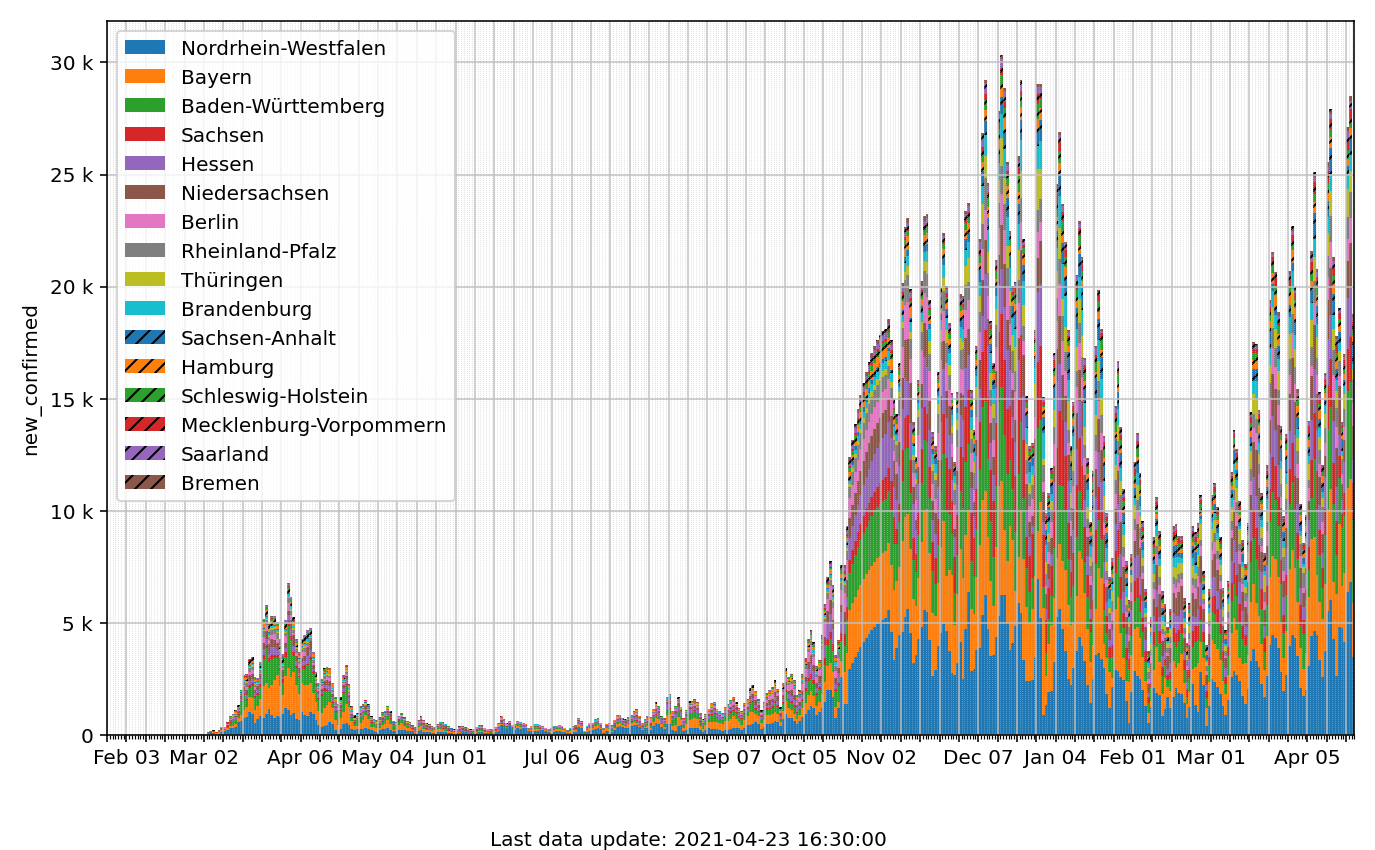 30 k
25 k
20 k
15 k
10 k
5 k
0
new_confirmed
Nordrhein-Westfalen
Bayern
Baden-Württemberg
Sachsen
Hessen
Niedersachsen
Berlin
Rheinland-Pfalz
Thüringen
Brandenburg
Sachsen-Anhalt
Hamburg
Schleswig-Holstein
Mecklenburg-Vorpommern
Saarland
Bremen
Feb 03 Mar 02 Apr 06 May 04 Jun 01 Jul 06 Aug 03 Sep 07 Oct 05 Nov 02 Dec 07 Jan 04 Feb 01 Mar 01 Apr 05
Last data update: 2021-04-23 16:30:00